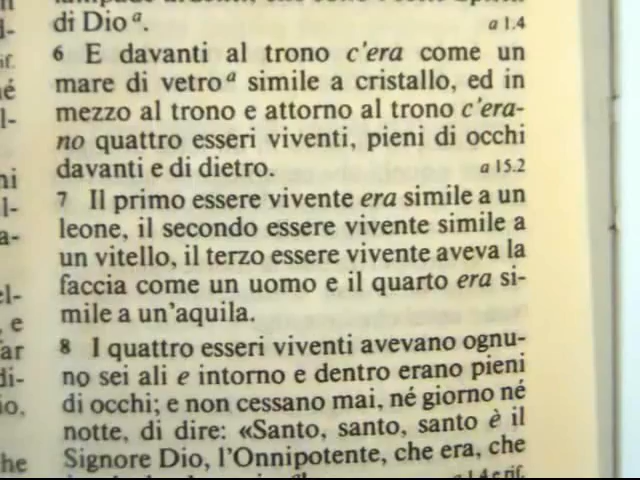 di Dio ᵃ. a 1.4
6 E davanti al trono c'era come un
mare di vetro ᵃ simile a cristallo, ed in
mezzo al trono e attorno al trono c'era-
no quattro esseri viventi, pieni di occhi
davanti e di dietro. a 15.2
7 Il primo essere vivente era simile a un
leone, il secondo essere vivente simile a
un vitello, il terzo essere vivente aveva la
faccia come un uomo e il quarto era si-
mile a un'aquila.
8 I quattro esseri viventi avevano ognu-
no sei ali e intorno e dentro erano pieni
di occhi; e non cessano mai, né giorno né
notte, di dire: «Santo, santo, santo è il
Signore Dio, l'Onnipotente, che era, che
a 1.4 e rif.